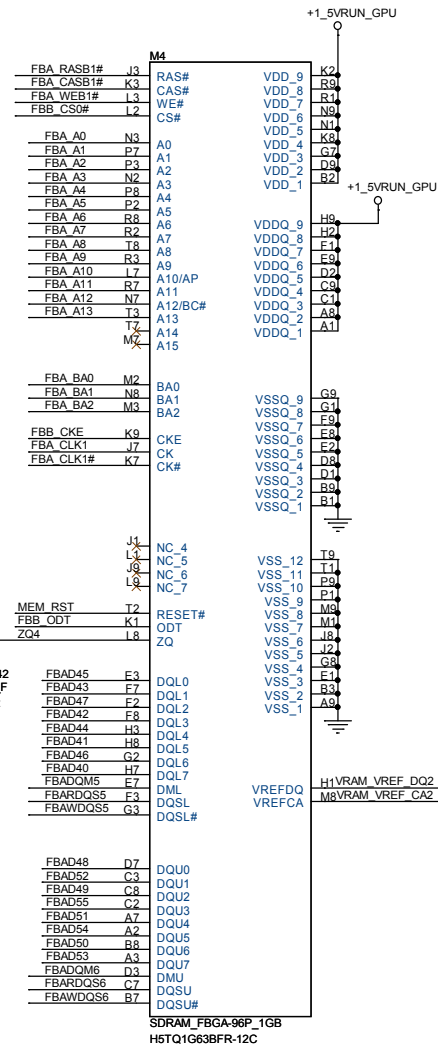 +1_5VRUN_GPU
M4
FBA_RASB1# J3 RAS# VDD_9 K2
FBA_CASB1# K3 CAS# VDD_8 R9
FBA_WEB1# L3 WE# VDD_7 R1
FBB_CS0# L2 CS# VDD_6 N9
VDD_5 N1
FBA_A0 N3 A0 VDD_4 K8
FBA_A1 P7 A1 VDD_3 G7
FBA_A2 P3 A2 VDD_2 D9
FBA_A3 N2 A3 VDD_1 B2
+1_5VRUN_GPU
FBA_A4 P8 A4
FBA_A5 P2 A5
FBA_A6 R8 A6 VDDQ_9 H9
FBA_A7 R2 A7 VDDQ_8 H2
FBA_A8 T8 A8 VDDQ_7 F1
FBA_A9 R3 A9 VDDQ_6 E9
FBA_A10 L7 A10/AP VDDQ_5 D2
FBA_A11 R7 A11 VDDQ_4 C9
FBA_A12 N7 A12/BC# VDDQ_3 C1
FBA_A13 T3 A13 VDDQ_2 A8
T7 A14 VDDQ_1 A1
M7 A15
FBA_BA0 M2 BA0
FBA_BA1 N8 BA1 VSSQ_9 G9
FBA_BA2 M3 BA2 VSSQ_8 G1
VSSQ_7 F9
FBB_CKE K9 CKE VSSQ_6 E8
FBA_CLK1 J7 CK VSSQ_5 E2
FBA_CLK1# K7 CK# VSSQ_4 D8
VSSQ_3 D1
VSSQ_2 B9
VSSQ_1 B1
J1 NC_4
L1 NC_5 VSS_12 T9
J9 NC_6 VSS_11 T1
L9 NC_7 VSS_10 P9
VSS_9 P1
MEM_RST T2 RESET# VSS_8 M9
FBB_ODT K1 ODT VSS_7 M1
ZQ4 L8 ZQ VSS_6 J8
VSS_5 J2
VSS_4 G8
42
F
FBAD45 E3 DQL0 VSS_3 E1
FBAD43 F7 DQL1 VSS_2 B3
FBAD47 F2 DQL2 VSS_1 A9
FBAD42 F8 DQL3
FBAD44 H3 DQL4
FBAD41 H8 DQL5
FBAD46 G2 DQL6
FBAD40 H7 DQL7
FBADQM5 E7 DML VREFDQ H1 VRAM_VREF_DQ2
FBARDQS5 F3 DQSL VREFCA M8 VRAM_VREF_CA2
FBAWDQS5 G3 DQSL#
FBAD48 D7 DQU0
FBAD52 C3 DQU1
FBAD49 C8 DQU2
FBAD55 C2 DQU3
FBAD51 A7 DQU4
FBAD54 A2 DQU5
FBAD50 B8 DQU6
FBAD53 A3 DQU7
FBADQM6 D3 DMU
FBARDQS6 C7 DQSU
FBAWDQS6 B7 DQSU#
SDRAM_FBGA-96P_1GB
H5TQ1G63BFR-12C